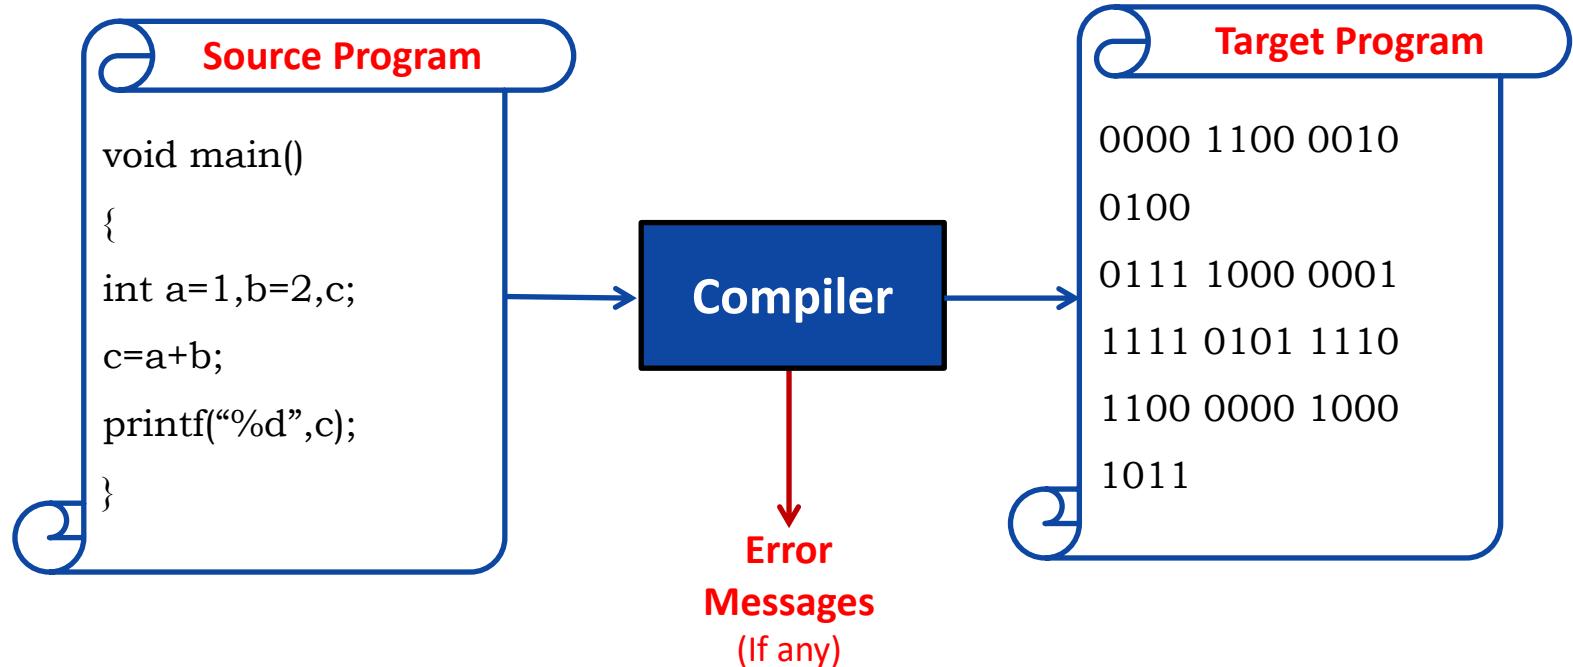 Source Program
void main()
{
int a=1,b=2,c;
c=a+b;
printf(“%d”,c);
}
Compiler
Error
Messages
(If any)
Target Program
0000 1100 0010
0100
0111 1000 0001
1111 0101 1110
1100 0000 1000
1011